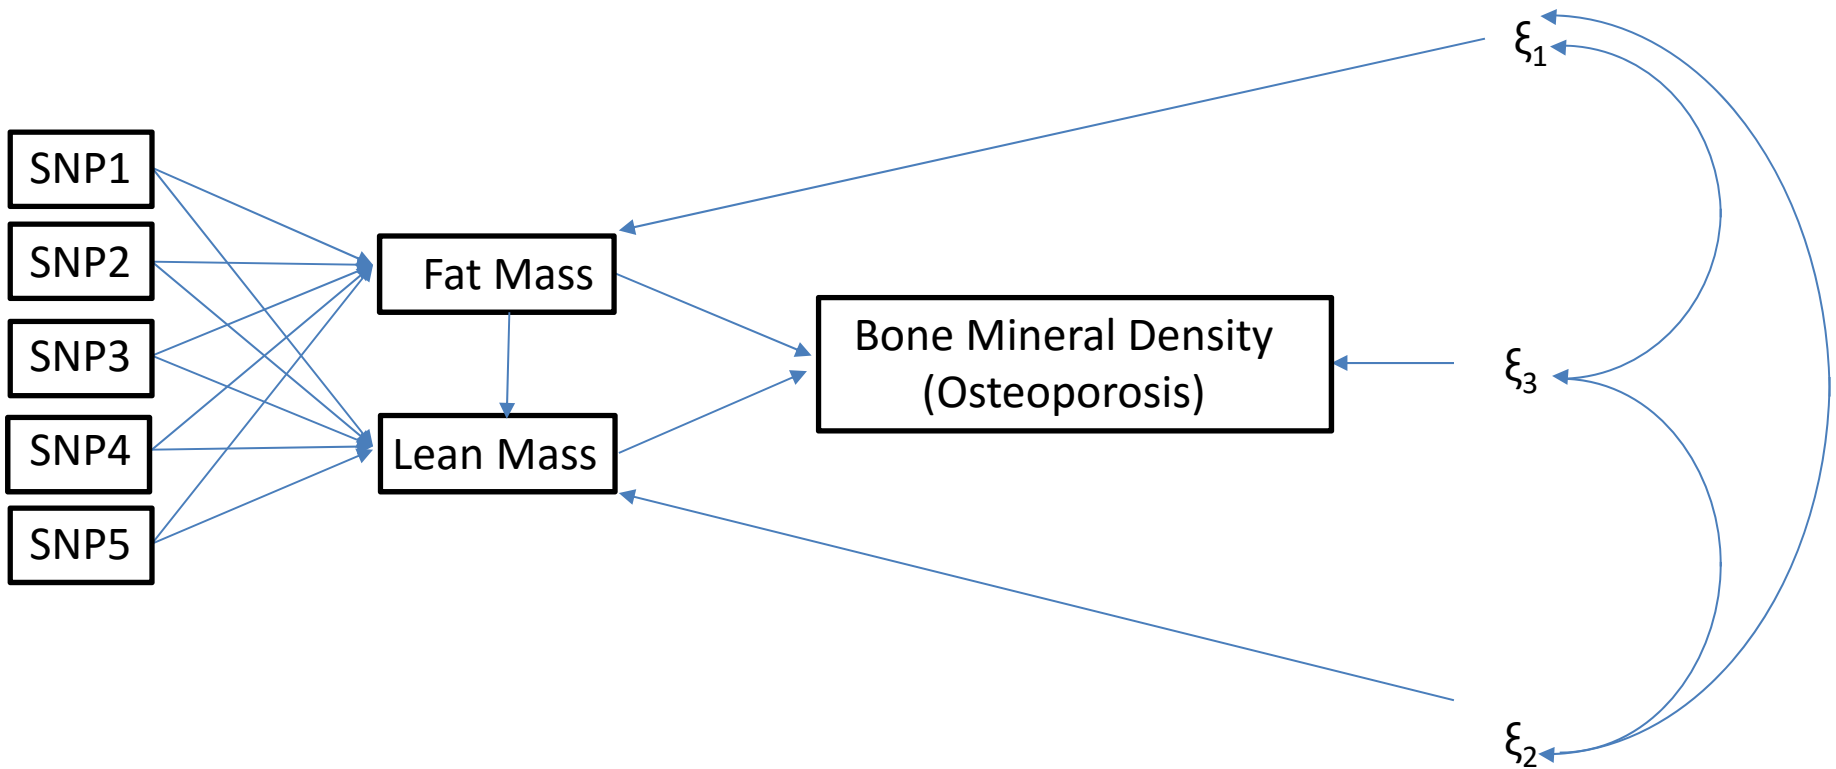 SNP1
SNP2
SNP3
SNP4
SNP5
Fat Mass
Lean Mass
Bone Mineral Density
(Osteoporosis)
ξ1
ξ3
ξ2